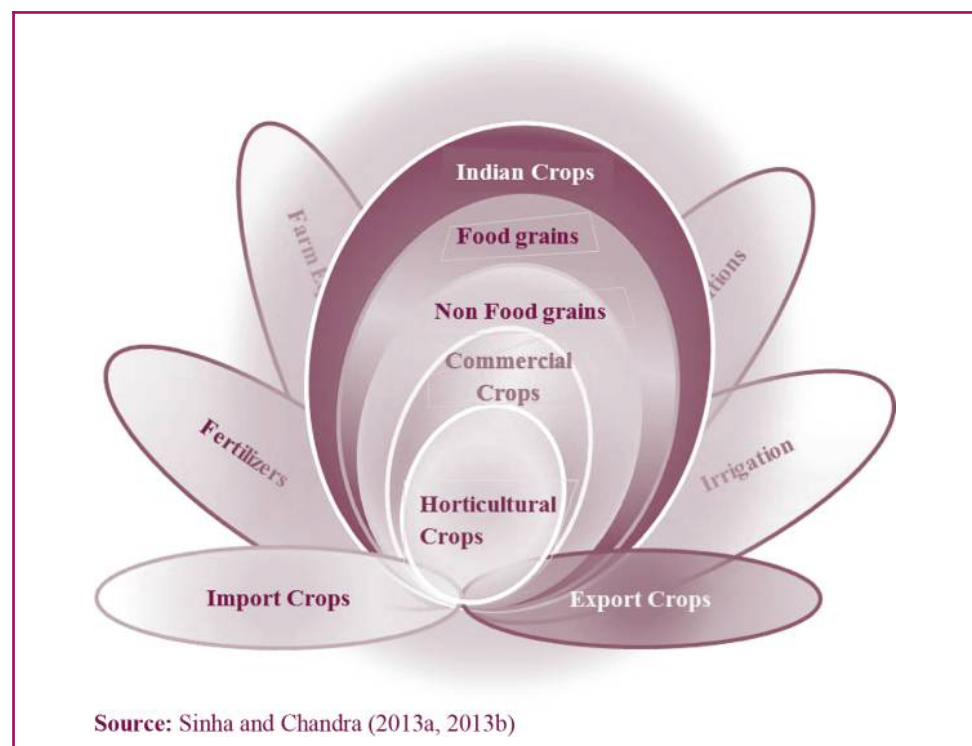 Indian Crops
Food grains
Non Food grains
Commercial
Crops
Horticultural
Crops
Farm
Fertilizers
Irrigation
Import Crops
Export Crops
Source: Sinha and Chandra (2013a, 2013b)